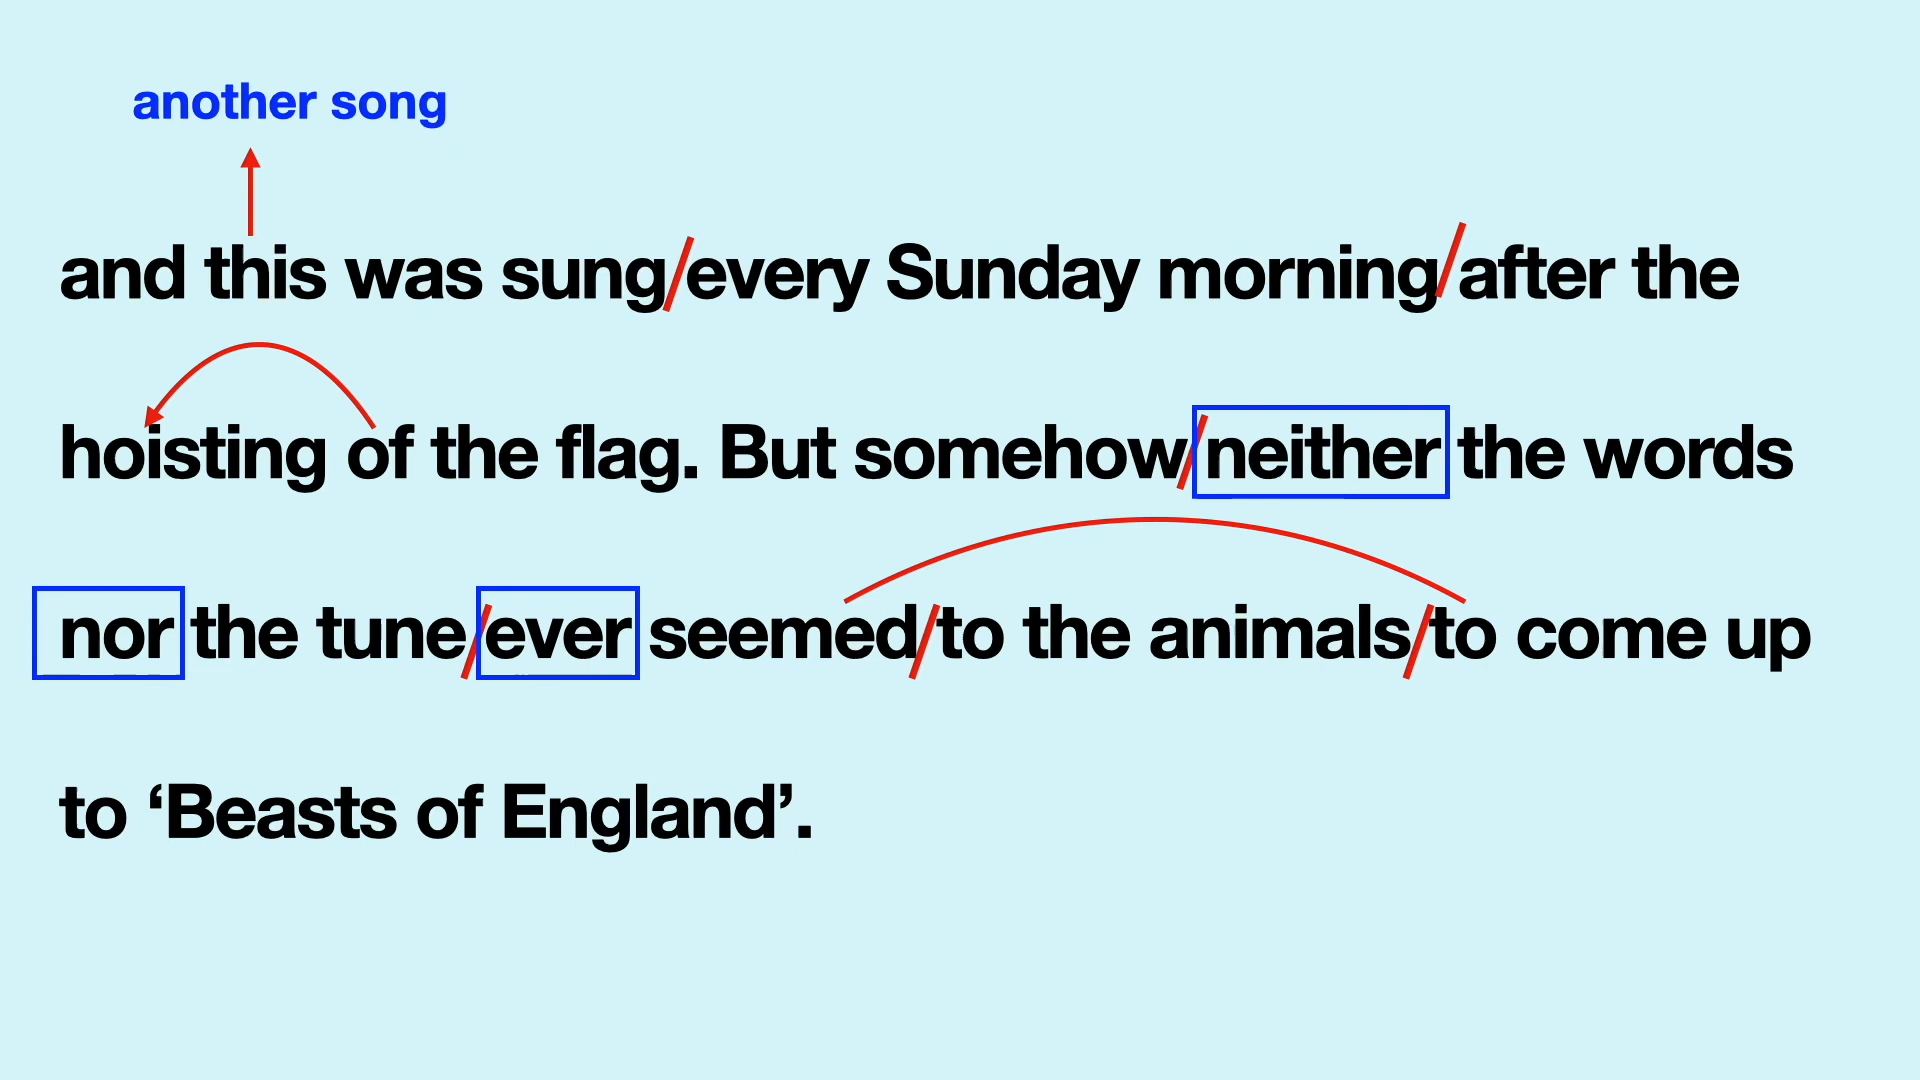 another song
and this was sung/every Sunday morning/after the
hoisting of the flag. But somehow/neither the words
nor the tune/ever seemed/to the animals/to come up
to ‘Beasts of England’.